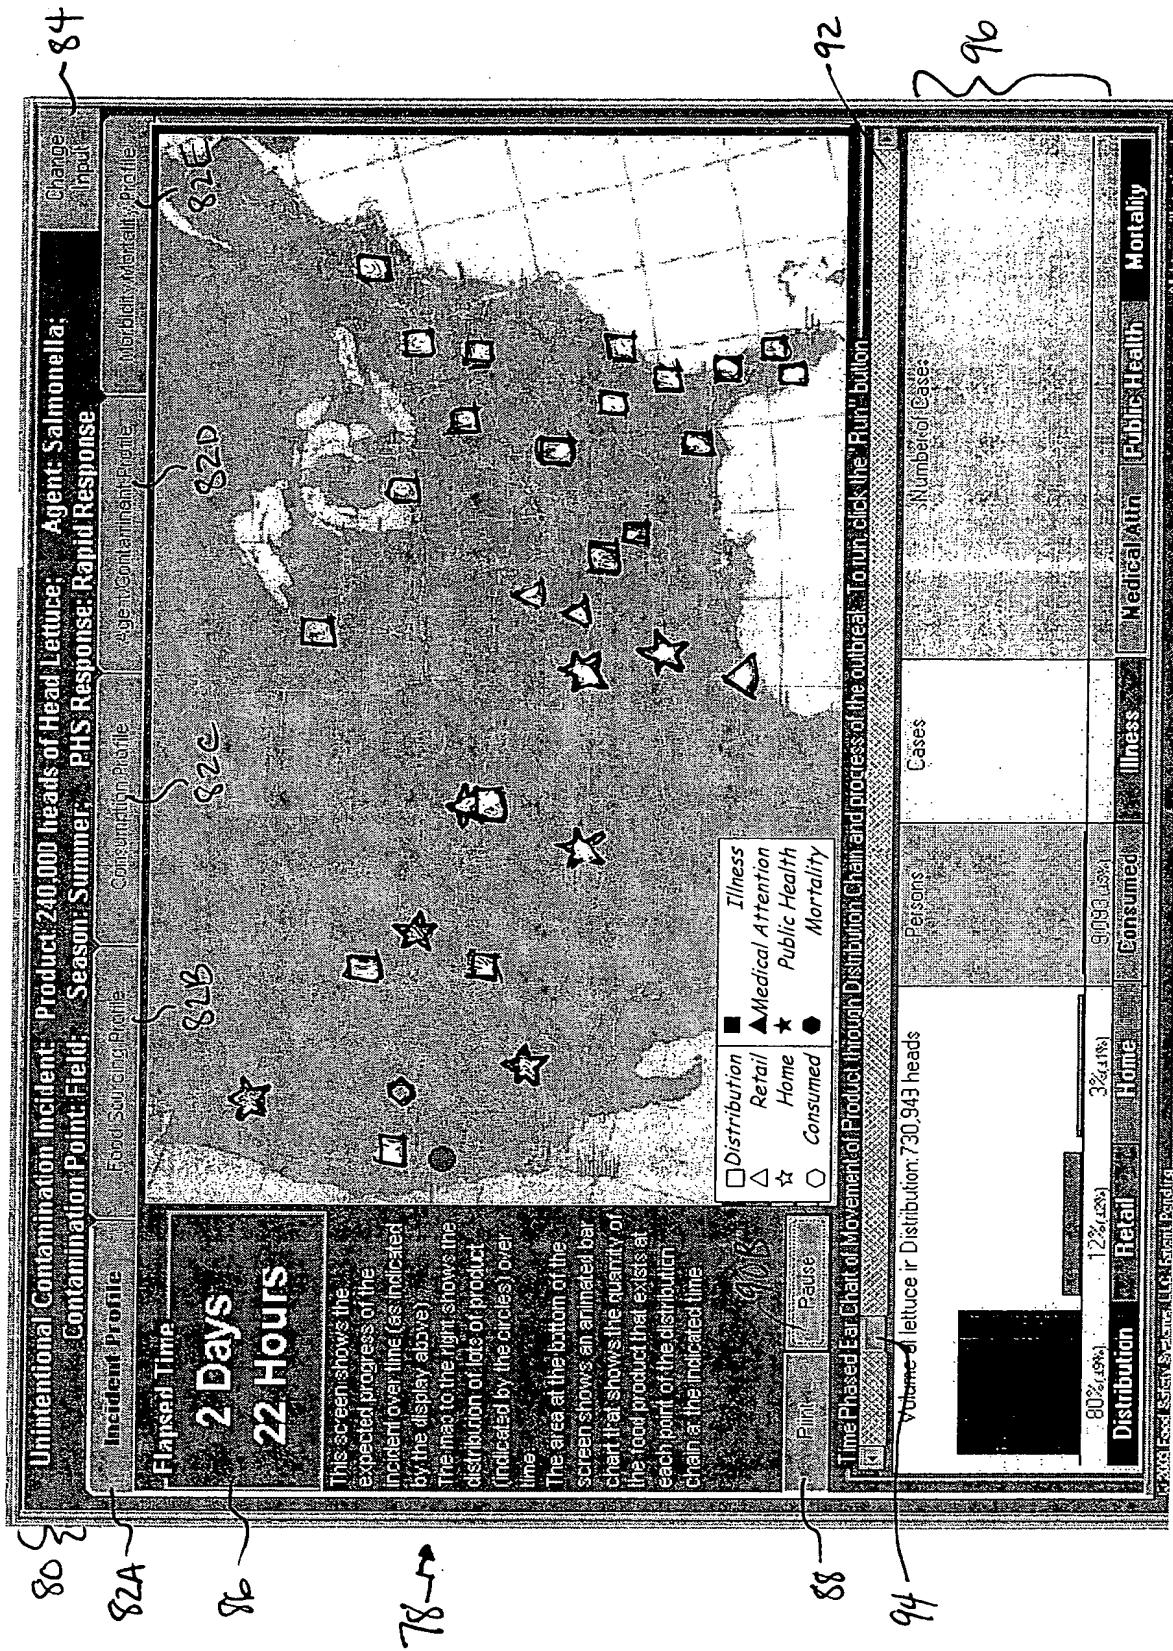 80
84
Unintentional Contamination Incident: Product 240,000 heads of Head Lettuce; Agent: Salmonella;
Contamination Point: Field; Season: Summer; PHS Response: Rapid Response
Change
Input
82A
Incident Profile
Food Sourcing Profile
Consumption Profile
Agent/Contaminant Profile
Morbidity/Mortality Profile
82B
82C
82D
82E
86
Elapsed Time
2 Days
22 Hours
78
This screen shows the
expected progress of the
incident over time (as indicated
by the display above)
The map to the right shows the
distribution of lots of product
(indicated by the circles) over
time
The area at the bottom of the
screen shows an animated bar
chart that shows the quantity of
the food product that exists at
each point of the distribution
chain at the indicated time
90B
88
Print
Pause
Distribution
Retail
Home
Consumed
Illness
Medical Attention
Public Health
Mortality
92
Time Phased Bar Chart of Movement of Product through Distribution Chain and process of the outbreak - To run, click the "Run" button
94
96
Volume of lettuce in Distribution: 730,943 heads
Persons
Cases
Number of Cases
80%
12%
3%
Distribution
Retail
Home
Consumed
Illness
Medical Attn
Public Health
Mortality